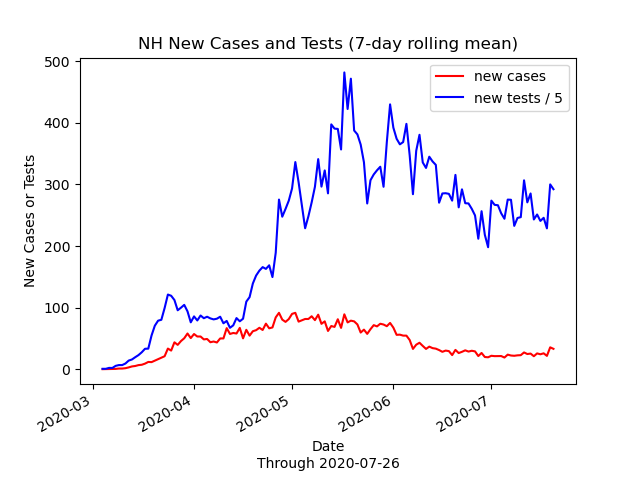 NH New Cases and Tests (7-day rolling mean)
new cases
new tests / 5
500
400
300
200
100
0
New Cases or Tests
2020-03
2020-04
2020-05
2020-06
2020-07
Date
Through 2020-07-26